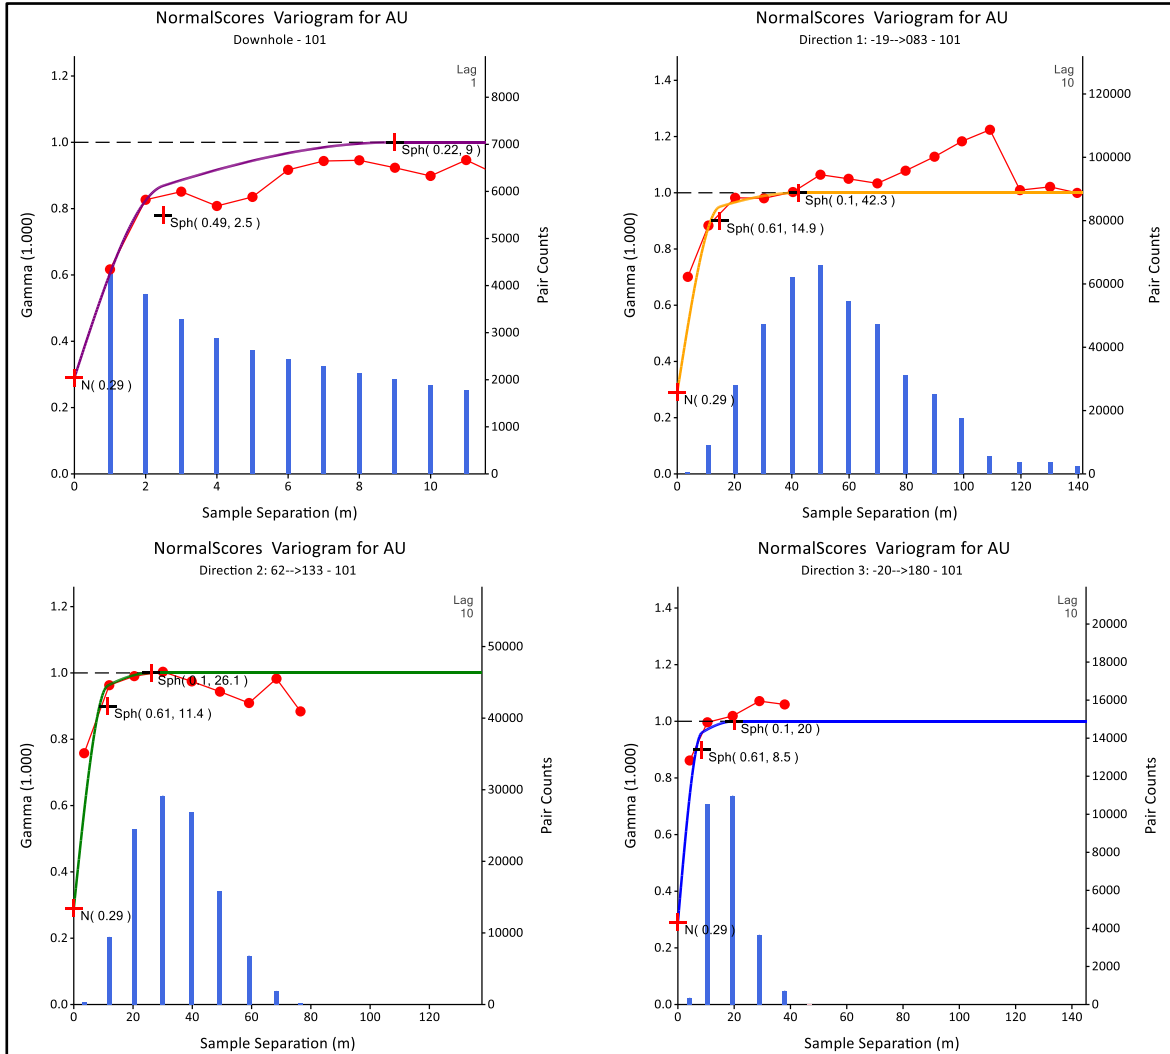 NormalScores Variogram for AU
Downhole - 101
Lag
1
1.2
1.0
0.8
0.6
0.4
0.2
0.0
Gamma (1.000)
8000
7000
6000
5000
4000
3000
2000
1000
0
Pair Counts
Sph( 0.22, 9 )
Sph( 0.49, 2.5 )
N( 0.29 )
0 2 4 6 8 10
Sample Separation (m)
NormalScores Variogram for AU
Direction 1: -19-->083 - 101
Lag
10
1.4
1.2
1.0
0.8
0.6
0.4
0.2
0.0
Gamma (1.000)
120000
100000
80000
60000
40000
20000
0
Pair Counts
Sph( 0.1, 42.3 )
Sph( 0.61, 14.9 )
N( 0.29 )
0 20 40 60 80 100 120 140
Sample Separation (m)
NormalScores Variogram for AU
Direction 2: 62-->133 - 101
Lag
10
1.2
1.0
0.8
0.6
0.4
0.2
0.0
Gamma (1.000)
50000
40000
30000
20000
10000
0
Pair Counts
Sph( 0.1, 26.1 )
Sph( 0.61, 11.4 )
N( 0.29 )
0 20 40 60 80 100 120
Sample Separation (m)
NormalScores Variogram for AU
Direction 3: -20-->180 - 101
Lag
10
1.4
1.2
1.0
0.8
0.6
0.4
0.2
0.0
Gamma (1.000)
20000
18000
16000
14000
12000
10000
8000
6000
4000
2000
0
Pair Counts
Sph( 0.1, 20 )
Sph( 0.61, 8.5 )
N( 0.29 )
0 20 40 60 80 100 120 140
Sample Separation (m)